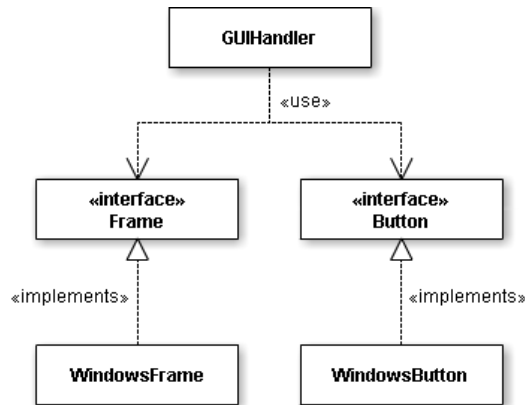 GUIHandler
«use»
«interface»
Frame
«interface»
Button
«implements»
«implements»
WindowsFrame
WindowsButton